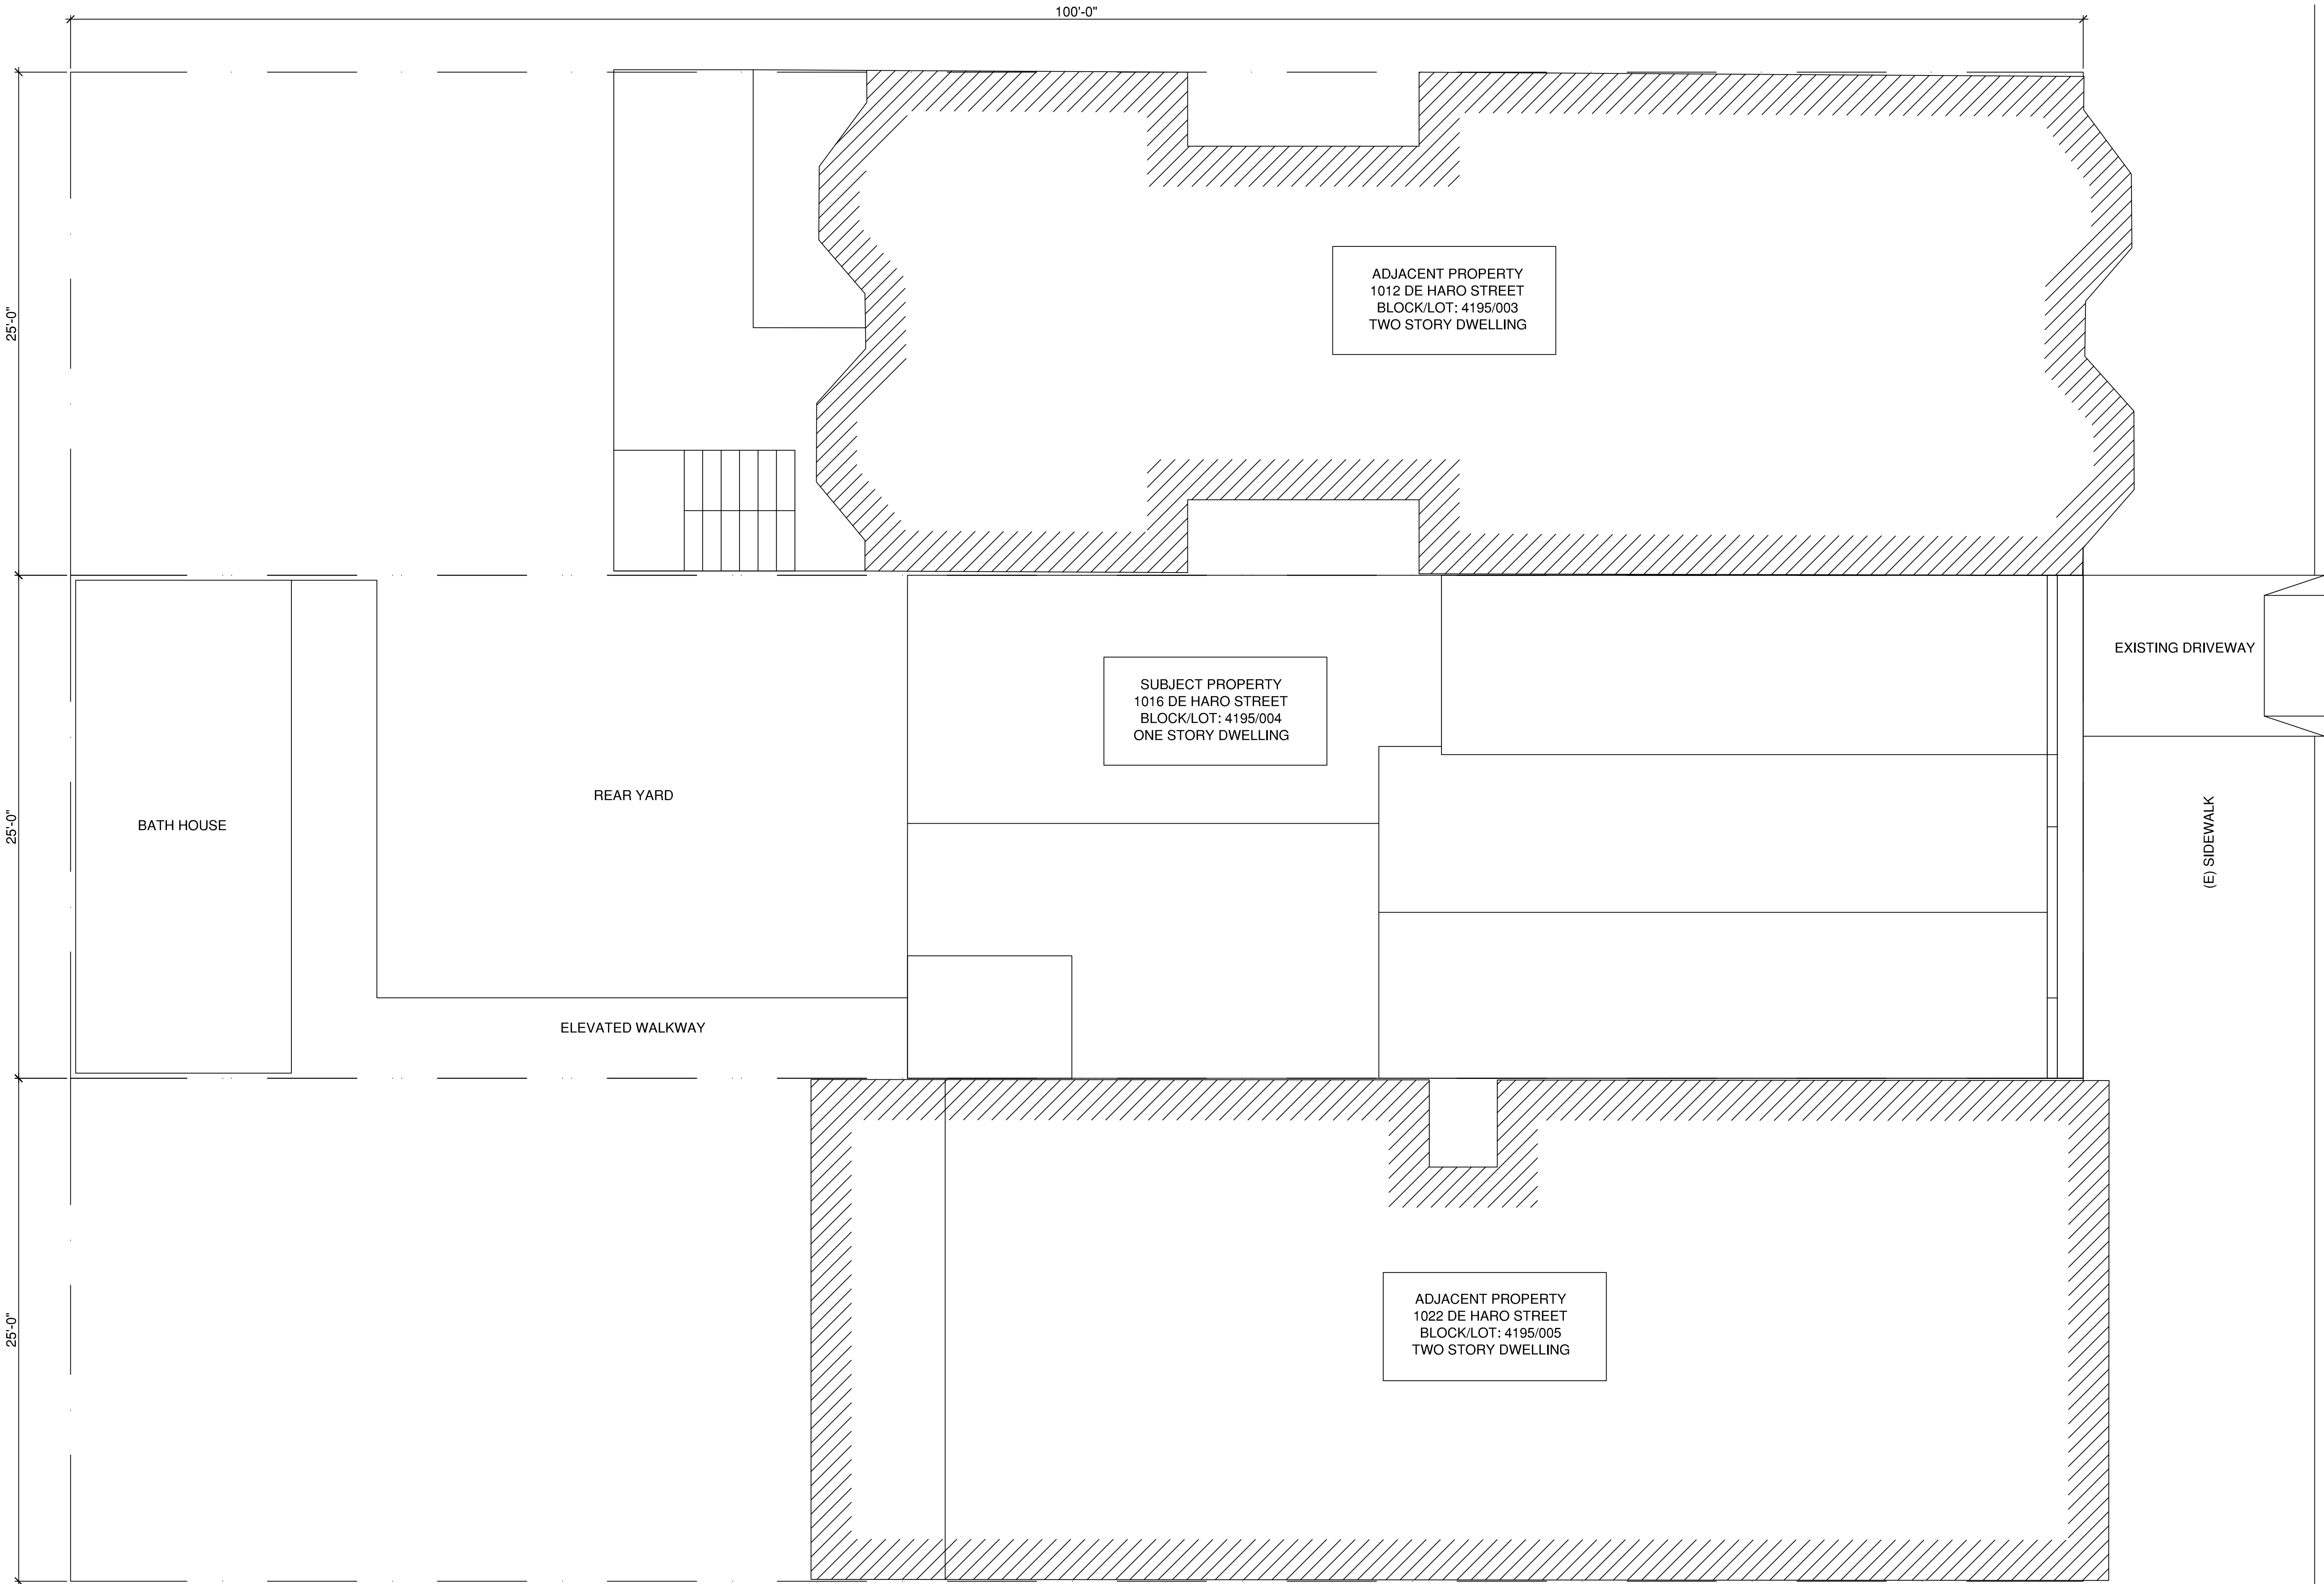 100'-0"
25'-0"
ADJACENT PROPERTY
1012 DE HARO STREET
BLOCK/LOT: 4195/003
TWO STORY DWELLING
EXISTING DRIVEWAY
SUBJECT PROPERTY
1016 DE HARO STREET
BLOCK/LOT: 4195/004
ONE STORY DWELLING
REAR YARD
25'-0"
BATH HOUSE
(E) SIDEWALK
ELEVATED WALKWAY
25'-0"
ADJACENT PROPERTY
1022 DE HARO STREET
BLOCK/LOT: 4195/005
TWO STORY DWELLING